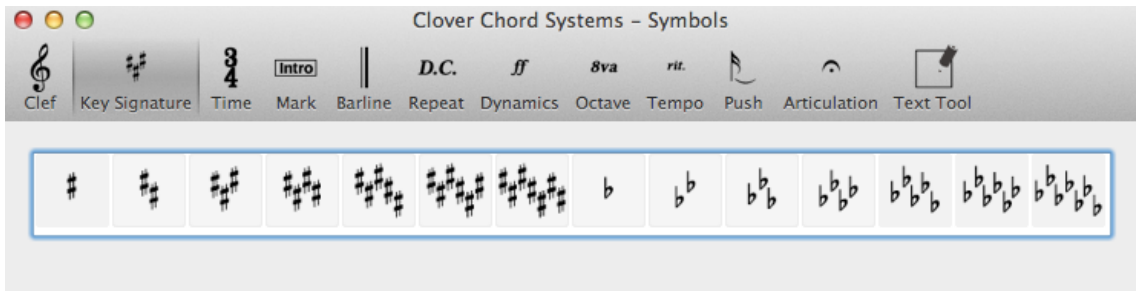 Clover Chord Systems – Symbols
3 4 Intro D.C. ff 8va rit.
Clef Key Signature Time Mark Barline Repeat Dynamics Octave Tempo Push Articulation Text Tool